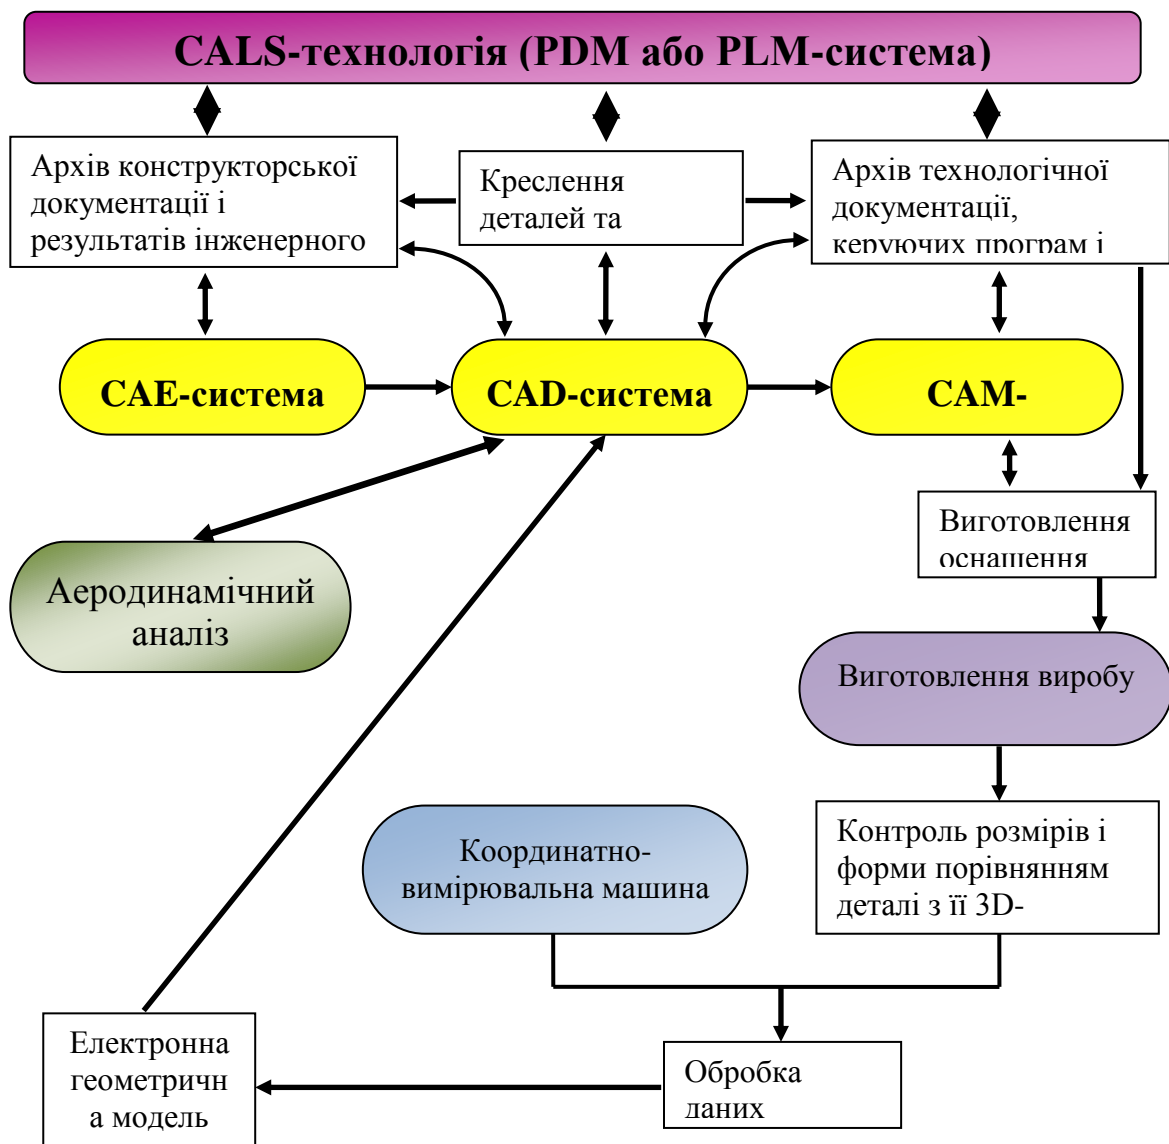 CALS-технологія (PDM або PLM-система)
Архів конструкторської
документації і
результатів інженерного
Креслення
деталей та
Архів технологічної
документації,
керуючих програм і
CAE-система
CAD-система
CAM-
Виготовлення
оснащення
Аеродинамічний
аналіз
Виготовлення виробу
Координатно-
вимірювальна машина
Контроль розмірів і
форми порівнянням
деталі з її 3D-
Електронна
геометричн
а модель
Обробка
даних